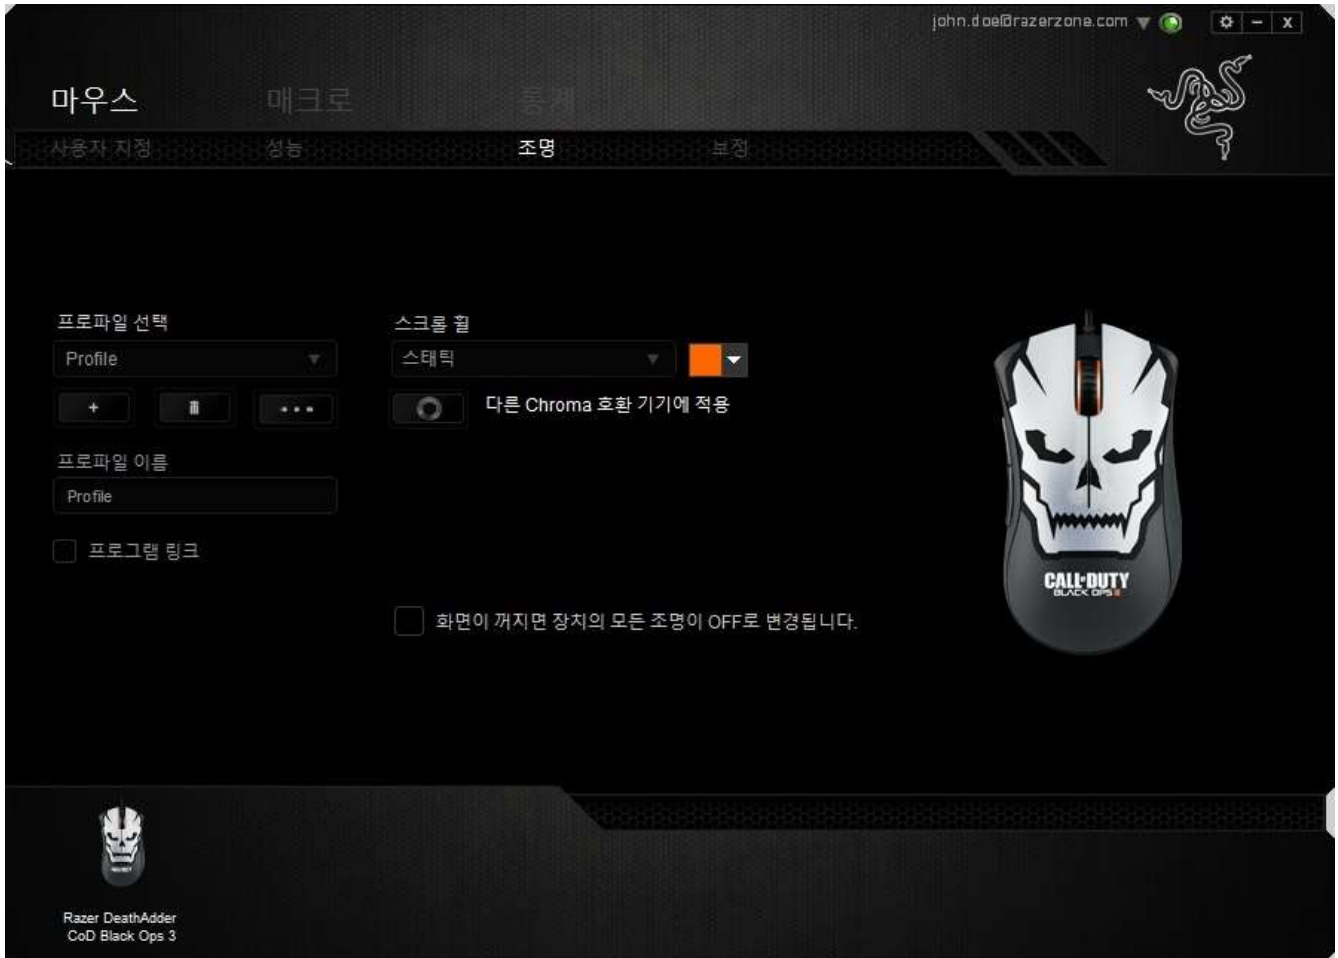 john.doe@razerzone.com
마우스 매크로 통계
사용자 지정 성능 조명 보정
프로파일 선택
Profile
프로파일 이름
Profile
프로그램 링크
스크롤 휠
스태틱
다른 Chroma 호환 기기에 적용
화면이 꺼지면 장치의 모든 조명이 OFF로 변경됩니다.
CALL OF DUTY
BLACK OPS III
Razer DeathAdder
CoD Black Ops 3